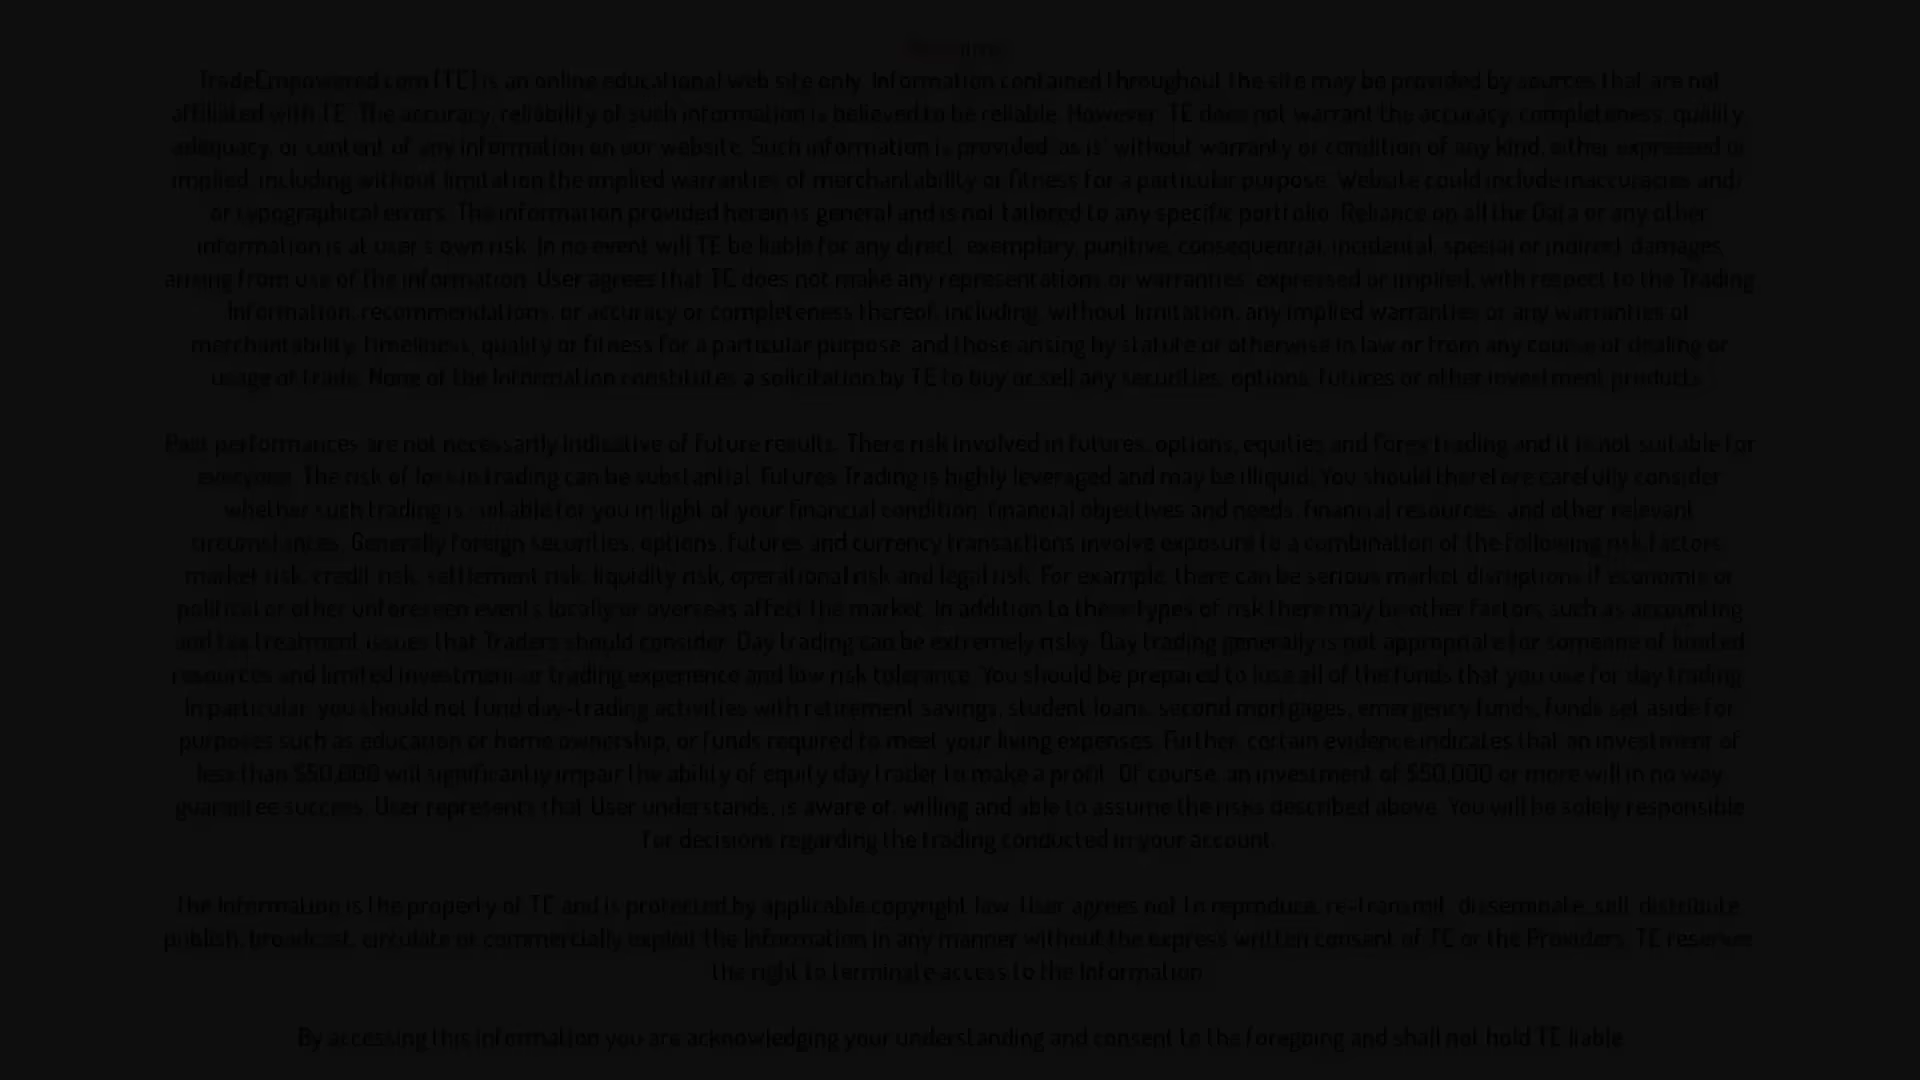 TradeEmpowered.com (TE) is an online educational web site only. Information contained throughout the site may be provided by sources that are not
affiliated with TE. The accuracy, reliability of such information is believed to be reliable. However, TE does not warrant the accuracy, completeness, quality,
adequacy, or content of any information on our website. Such information is provided 'as is' without warranty or condition of any kind, either expressed or
implied, including without limitation the implied warranties of merchantability or fitness for a particular purpose. Website could include inaccuracies and/
or typographical errors. The information provided herein is general and is not tailored to any specific portfolio. Reliance on all the Data or any other
information is at user's own risk. In no event will TE be liable for any direct, exemplary, punitive, consequential, incidental, special or indirect damages
arising from use of the information. User agrees that TE does not make any representations or warranties, expressed or implied, with respect to the Trading
Information, recommendations, or accuracy or completeness thereof, including, without limitation, any implied warranties or any warranties of
merchantability, timeliness, quality or fitness for a particular purpose, and those arising by statute or otherwise in law or from any course of dealing or
usage of trade. None of the Information constitutes a solicitation by TE to buy or sell any securities, options, futures or other investment products.
Past performances are not necessarily indicative of future results. There risk involved in futures, options, equities and forex trading and it is not suitable for
everyone. The risk of loss in trading can be substantial. Futures Trading is highly leveraged and may be illiquid. You should therefore carefully consider
whether such trading is suitable for you in light of your financial condition, financial objectives and needs, financial resources, and other relevant
circumstances. Generally foreign securities, options, futures and currency transactions involve exposure to a combination of the following risk factors:
market risk, credit risk, settlement risk, liquidity risk, operational risk and legal risk. For example, there can be serious market disruptions if economic or
political or other unforeseen events locally or overseas affect the market. In addition to these types of risk there may be other factors such as accounting
and tax treatment issues that Traders should consider. Day trading can be extremely risky. Day trading generally is not appropriate for someone of limited
resources and limited investment or trading experience and low risk tolerance. You should be prepared to lose all of the funds that you use for day trading.
In particular, you should not fund day-trading activities with retirement savings, student loans, second mortgages, emergency funds, funds set aside for
purposes such as education or home ownership, or funds required to meet your living expenses. Further, certain evidence indicates that an investment of
less than $50,000 will significantly impair the ability of equity day trader to make a profit. Of course, an investment of $50,000 or more will in no way
guarantee success. User represents that User understands, is aware of, willing and able to assume the risks described above. You will be solely responsible
for decisions regarding the trading conducted in your account.
The Information is the property of TE and is protected by applicable copyright law. User agrees not to reproduce, re-transmit, disseminate, sell, distribute,
publish, broadcast, circulate or commercially exploit the Information in any manner without the express written consent of TE or the Providers. TE reserves
the right to terminate access to the Information.
By accessing this information you are acknowledging your understanding and consent to the foregoing and shall not hold TE liable.